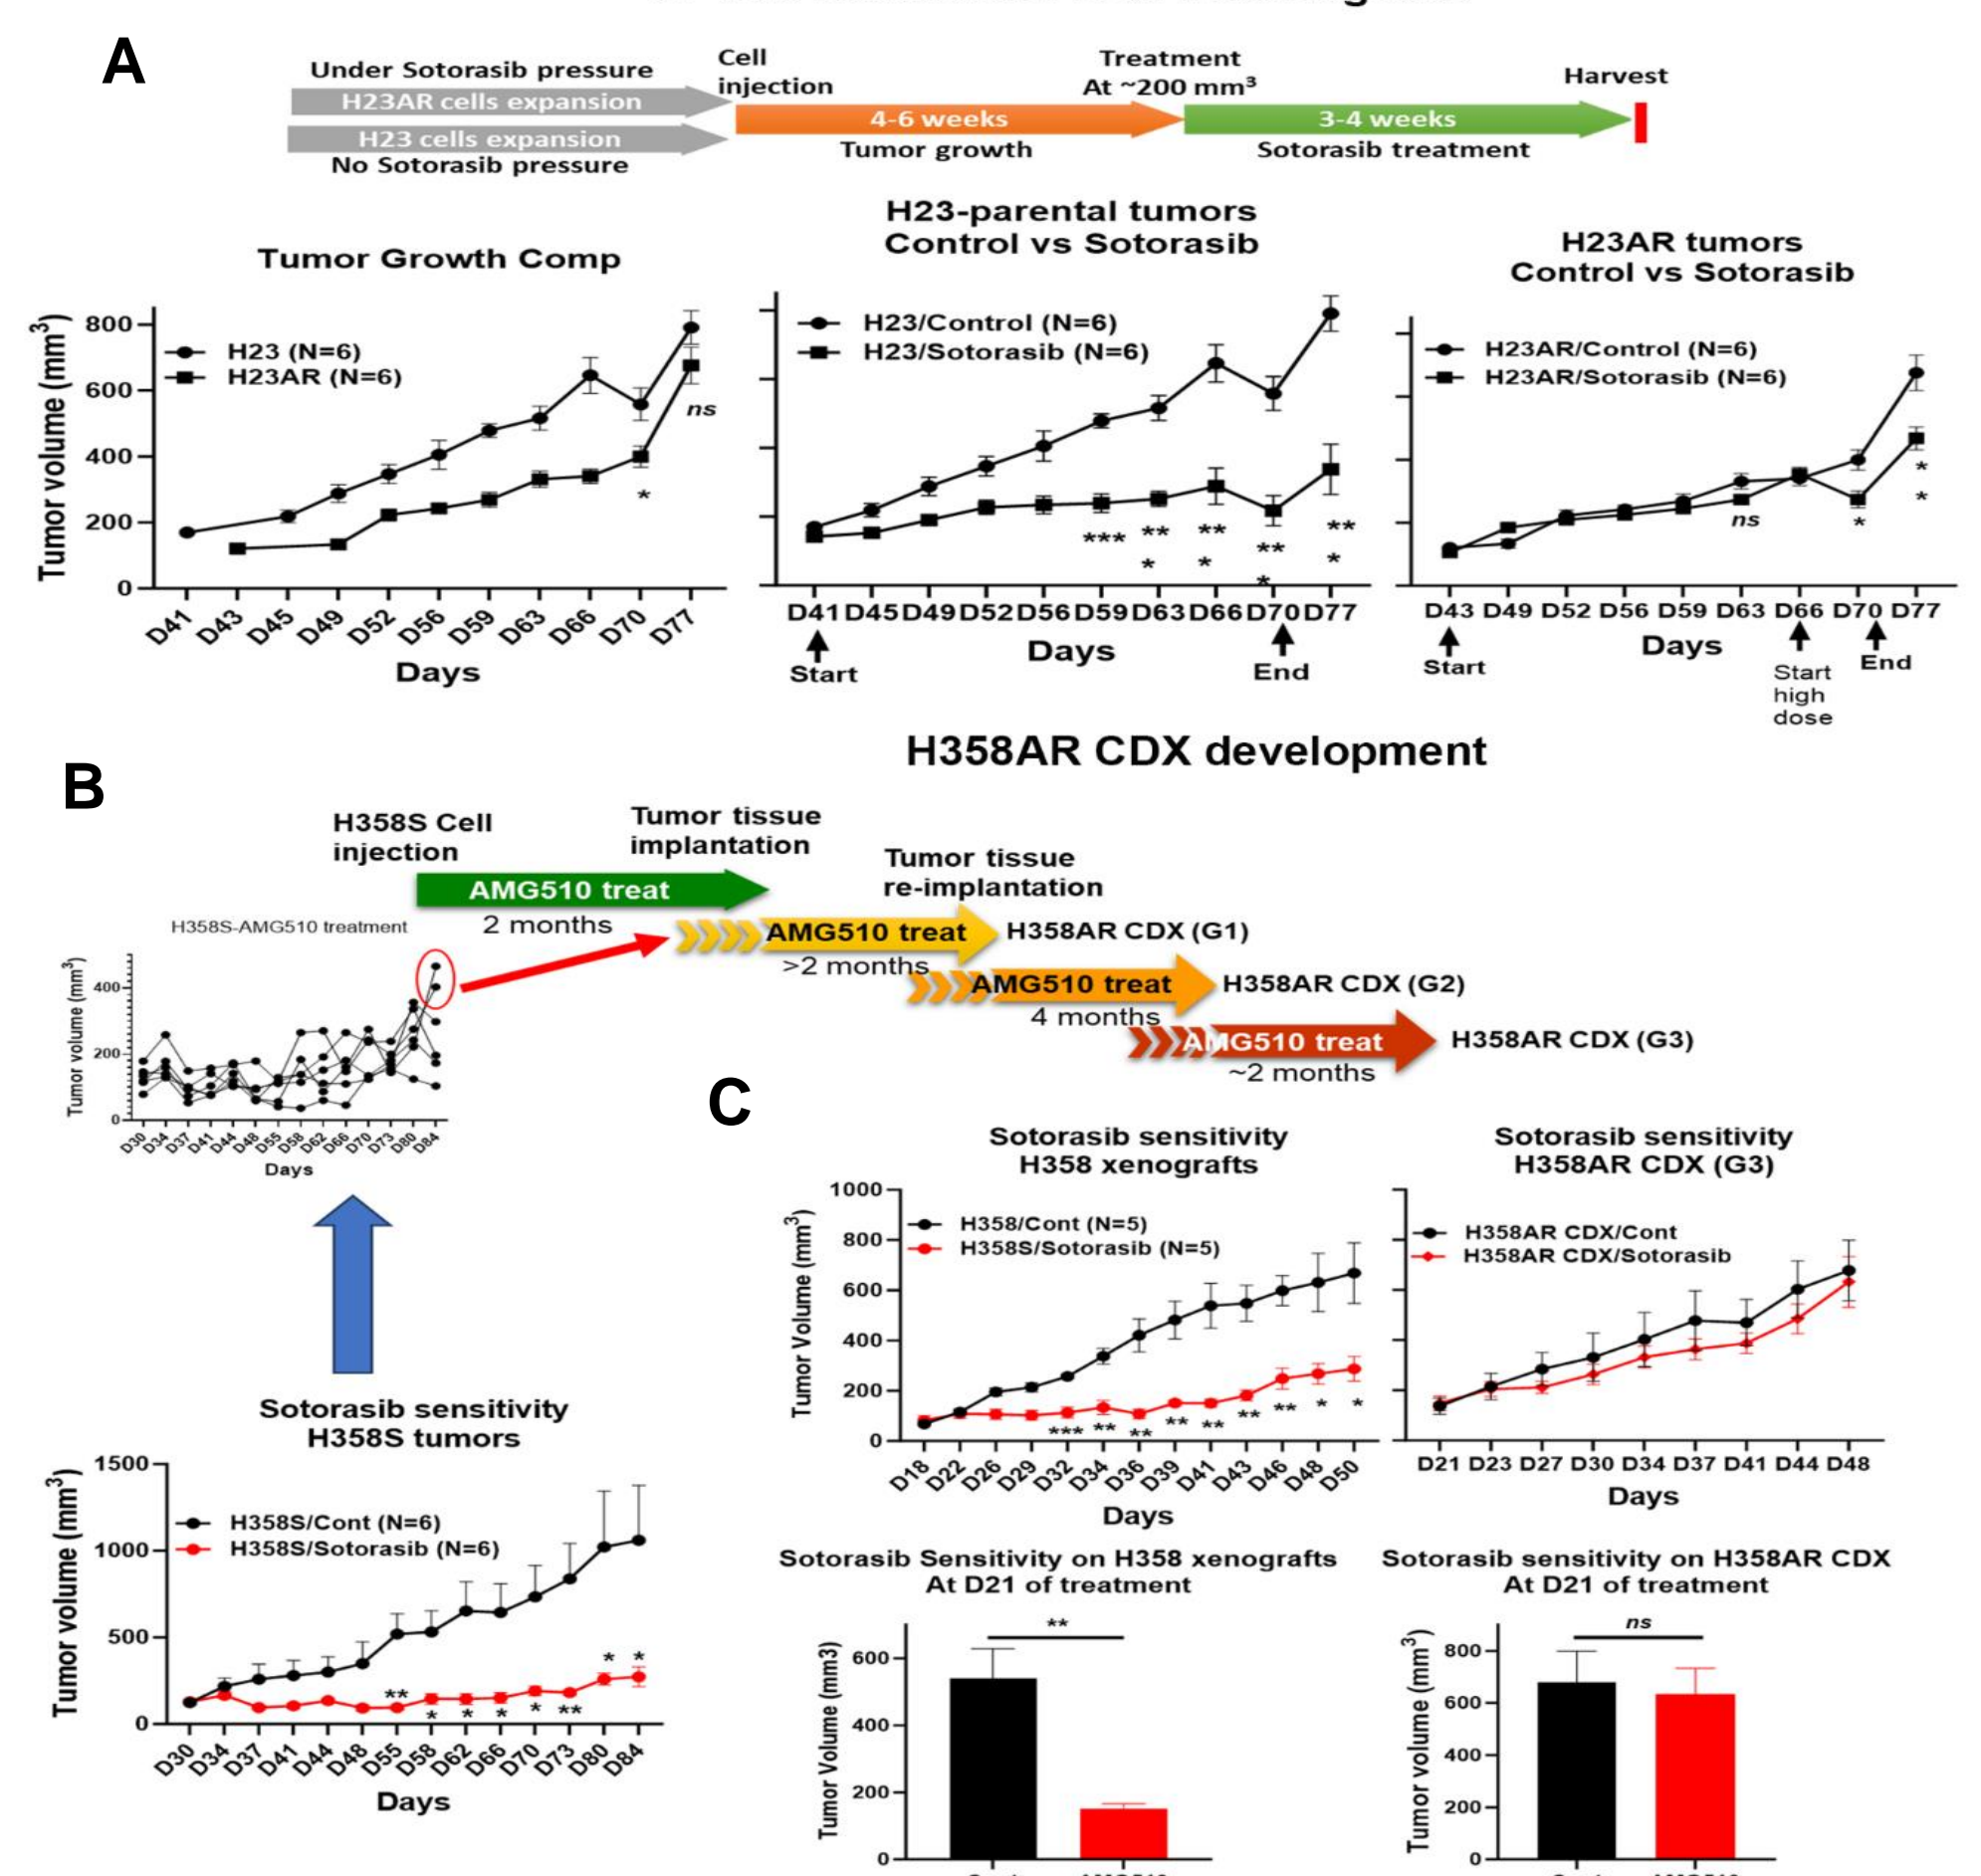 A
Under Sotorasib pressure
H23AR cells expansion
H23 cells expansion
No Sotorasib pressure
Cell
injection
4-6 weeks
Tumor growth
Treatment
At ~200 mm³
3-4 weeks
Sotorasib treatment
Harvest
Tumor Growth Comp
Tumor volume (mm³)
800
600
400
200
0
H23 (N=6)
H23AR (N=6)
*
ns
D41 D43 D45 D49 D52 D56 D59 D63 D66 D70 D77
Days
H23-parental tumors
Control vs Sotorasib
H23/Control (N=6)
H23/Sotorasib (N=6)
*** ** ** ** **
* * * *
D41 D45 D49 D52 D56 D59 D63 D66 D70 D77
Days
Start
End
H23AR tumors
Control vs Sotorasib
H23AR/Control (N=6)
H23AR/Sotorasib (N=6)
ns
*
*
*
D43 D49 D52 D56 D59 D63 D66 D70 D77
Days
Start
Start
high
dose
End
H358AR CDX development
B
H358S Cell
injection
AMG510 treat
2 months
Tumor tissue
implantation
AMG510 treat
>2 months
H358AR CDX (G1)
Tumor tissue
re-implantation
AMG510 treat
4 months
H358AR CDX (G2)
AMG510 treat
~2 months
H358AR CDX (G3)
H358S-AMG510 treatment
Tumor volume (mm³)
400
200
0
D30 D34 D37 D41 D44 D48 D55 D58 D62 D66 D70 D73 D80 D84
Days
Sotorasib sensitivity
H358S tumors
Tumor volume (mm³)
1500
1000
500
0
H358S/Cont (N=6)
H358S/Sotorasib (N=6)
** * * * * ** * *
D30 D34 D37 D41 D44 D48 D55 D58 D62 D66 D70 D73 D80 D84
Days
C
Sotorasib sensitivity
H358 xenografts
Tumor Volume (mm³)
1000
800
600
400
200
0
H358/Cont (N=5)
H358S/Sotorasib (N=5)
*** ** ** ** ** ** ** * *
D18 D22 D26 D29 D32 D34 D36 D39 D41 D43 D46 D48 D50
Days
Sotorasib sensitivity
H358AR CDX (G3)
H358AR CDX/Cont
H358AR CDX/Sotorasib
D21 D23 D27 D30 D34 D37 D41 D44 D48
Days
Sotorasib Sensitivity on H358 xenografts
At D21 of treatment
Tumor Volume (mm3)
600
400
200
0
**
Sotorasib sensitivity on H358AR CDX
At D21 of treatment
Tumor volume (mm³)
800
600
400
200
0
ns